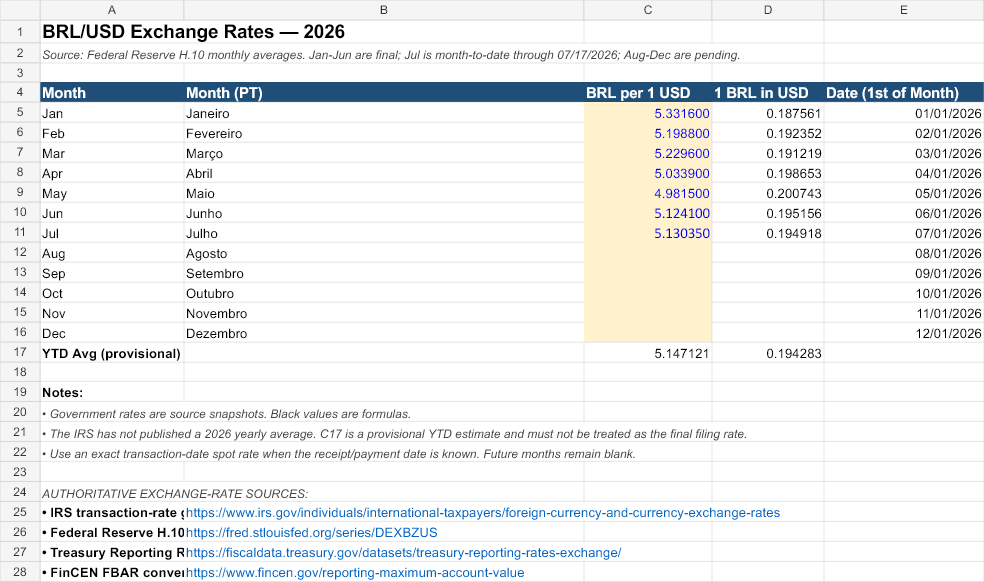 A B C D E
1 BRL/USD Exchange Rates — 2026
2 Source: Federal Reserve H.10 monthly averages. Jan-Jun are final; Jul is month-to-date through 07/17/2026; Aug-Dec are pending.
3
4 Month Month (PT) BRL per 1 USD 1 BRL in USD Date (1st of Month)
5 Jan Janeiro 5.331600 0.187561 01/01/2026
6 Feb Fevereiro 5.198800 0.192352 02/01/2026
7 Mar Março 5.229600 0.191219 03/01/2026
8 Apr Abril 5.033900 0.198653 04/01/2026
9 May Maio 4.981500 0.200743 05/01/2026
10 Jun Junho 5.124100 0.195156 06/01/2026
11 Jul Julho 5.130350 0.194918 07/01/2026
12 Aug Agosto 08/01/2026
13 Sep Setembro 09/01/2026
14 Oct Outubro 10/01/2026
15 Nov Novembro 11/01/2026
16 Dec Dezembro 12/01/2026
17 YTD Avg (provisional) 5.147121 0.194283
18
19 Notes:
20 • Government rates are source snapshots. Black values are formulas.
21 • The IRS has not published a 2026 yearly average. C17 is a provisional YTD estimate and must not be treated as the final filing rate.
22 • Use an exact transaction-date spot rate when the receipt/payment date is known. Future months remain blank.
23
24 AUTHORITATIVE EXCHANGE-RATE SOURCES:
25 • IRS transaction-rate https://www.irs.gov/individuals/international-taxpayers/foreign-currency-and-currency-exchange-rates
26 • Federal Reserve H.10 https://fred.stlouisfed.org/series/DEXBZUS
27 • Treasury Reporting R https://fiscaldata.treasury.gov/datasets/treasury-reporting-rates-exchange/
28 • FinCEN FBAR conver https://www.fincen.gov/reporting-maximum-account-value